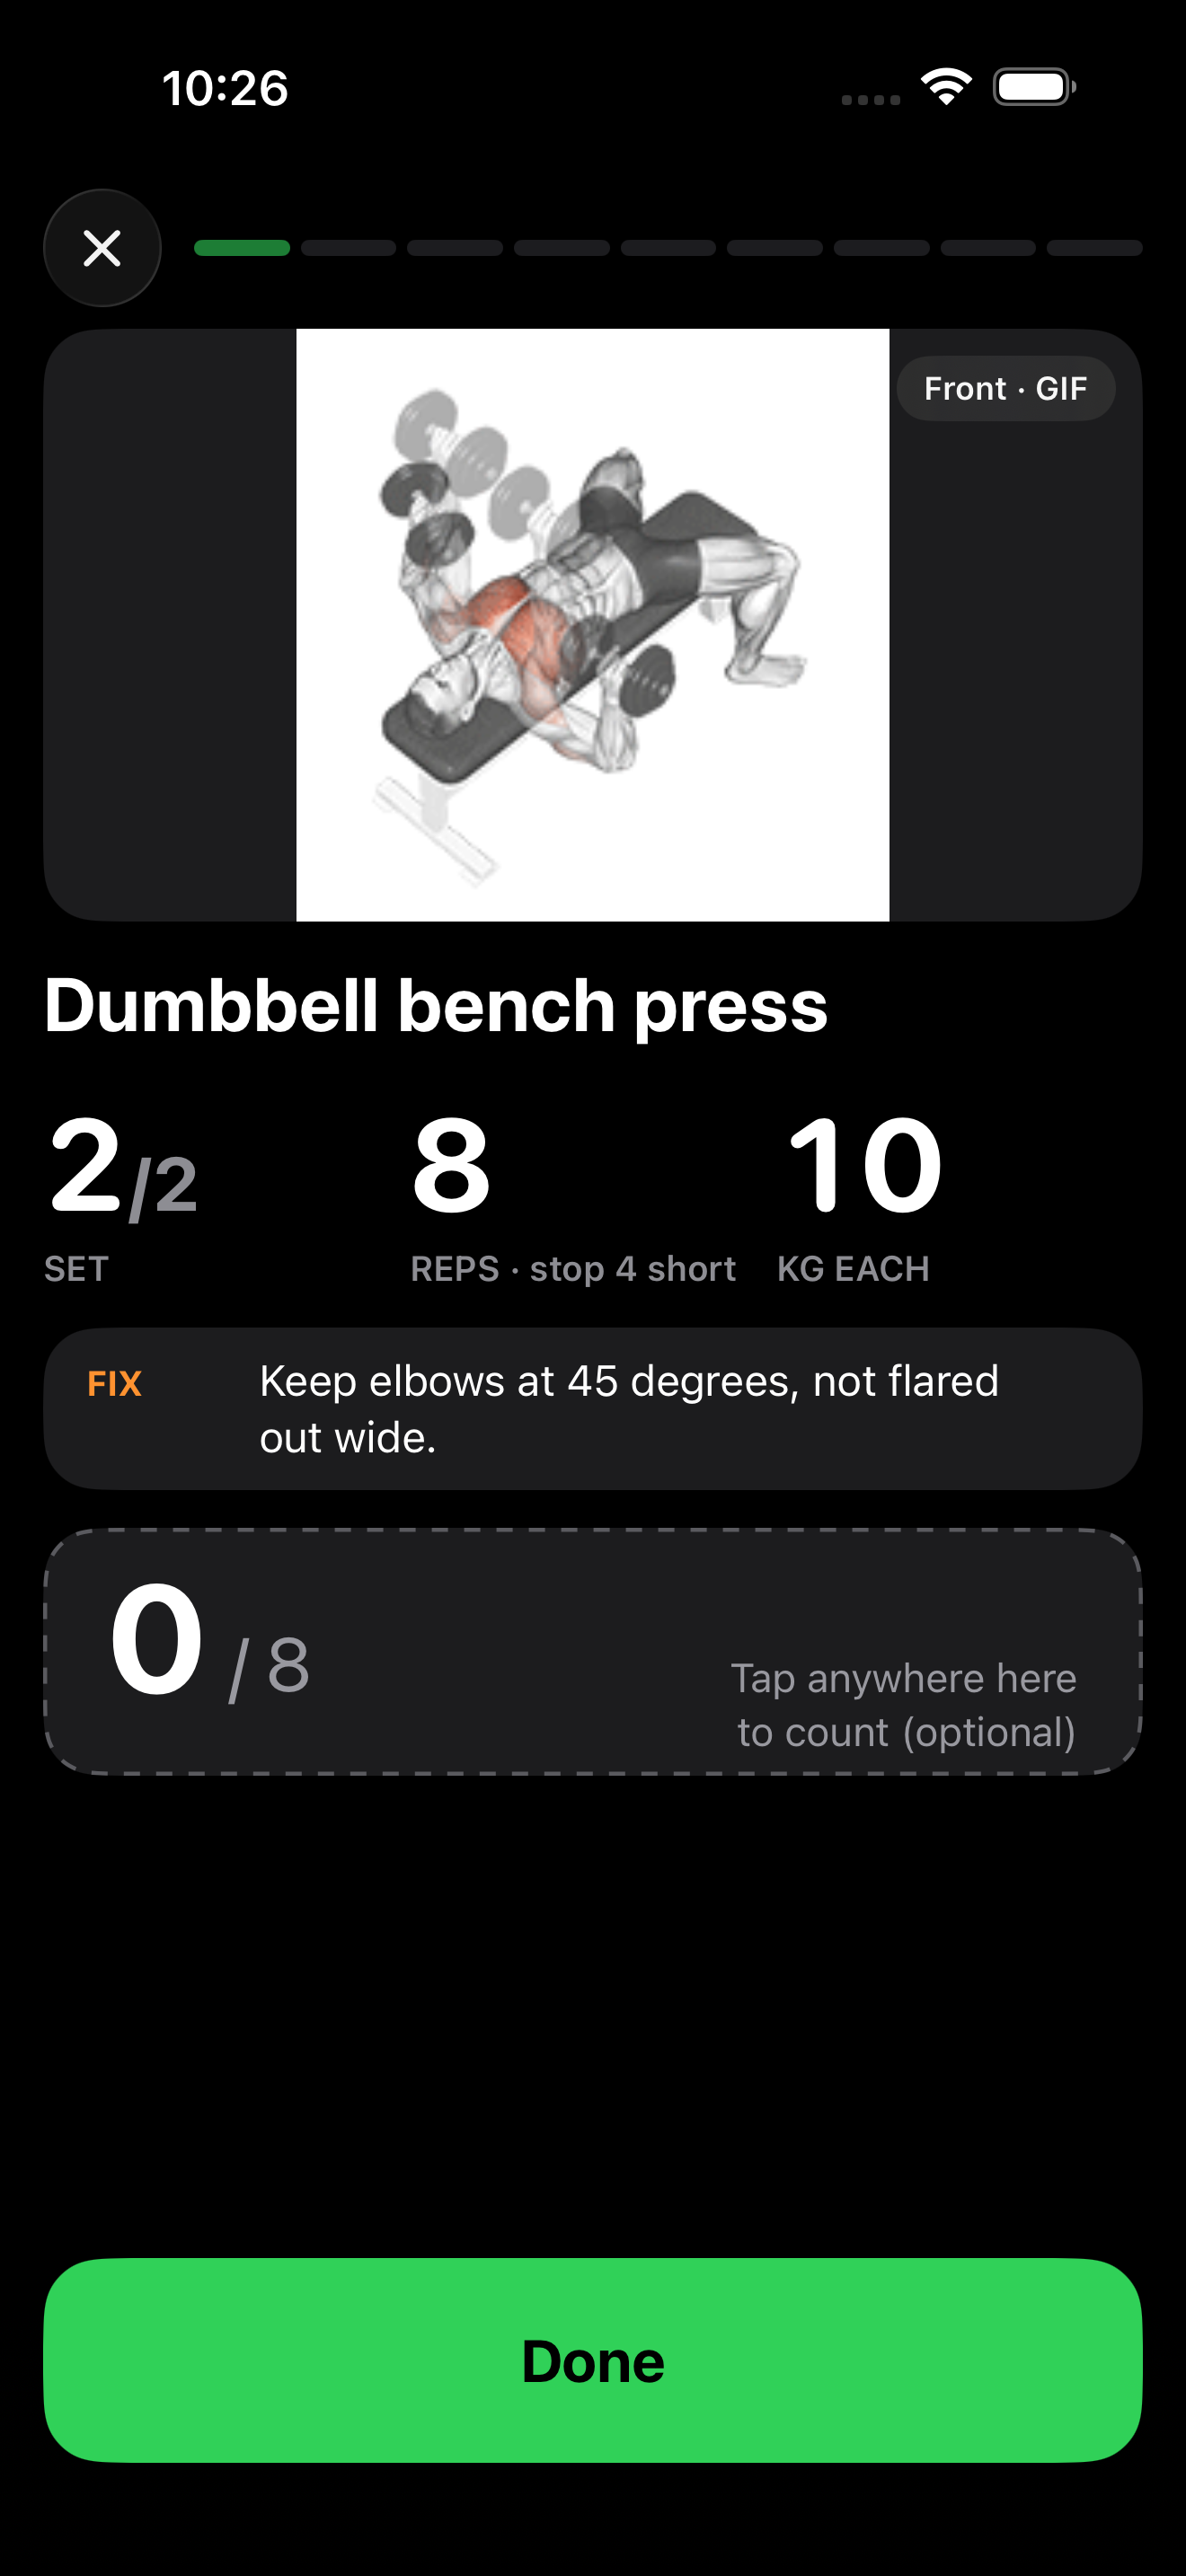 10:26
Front · GIF
Dumbbell bench press
2/2 8 10
SET REPS · stop 4 short KG EACH
FIX Keep elbows at 45 degrees, not flared
out wide.
0 / 8
Tap anywhere here
to count (optional)
Done